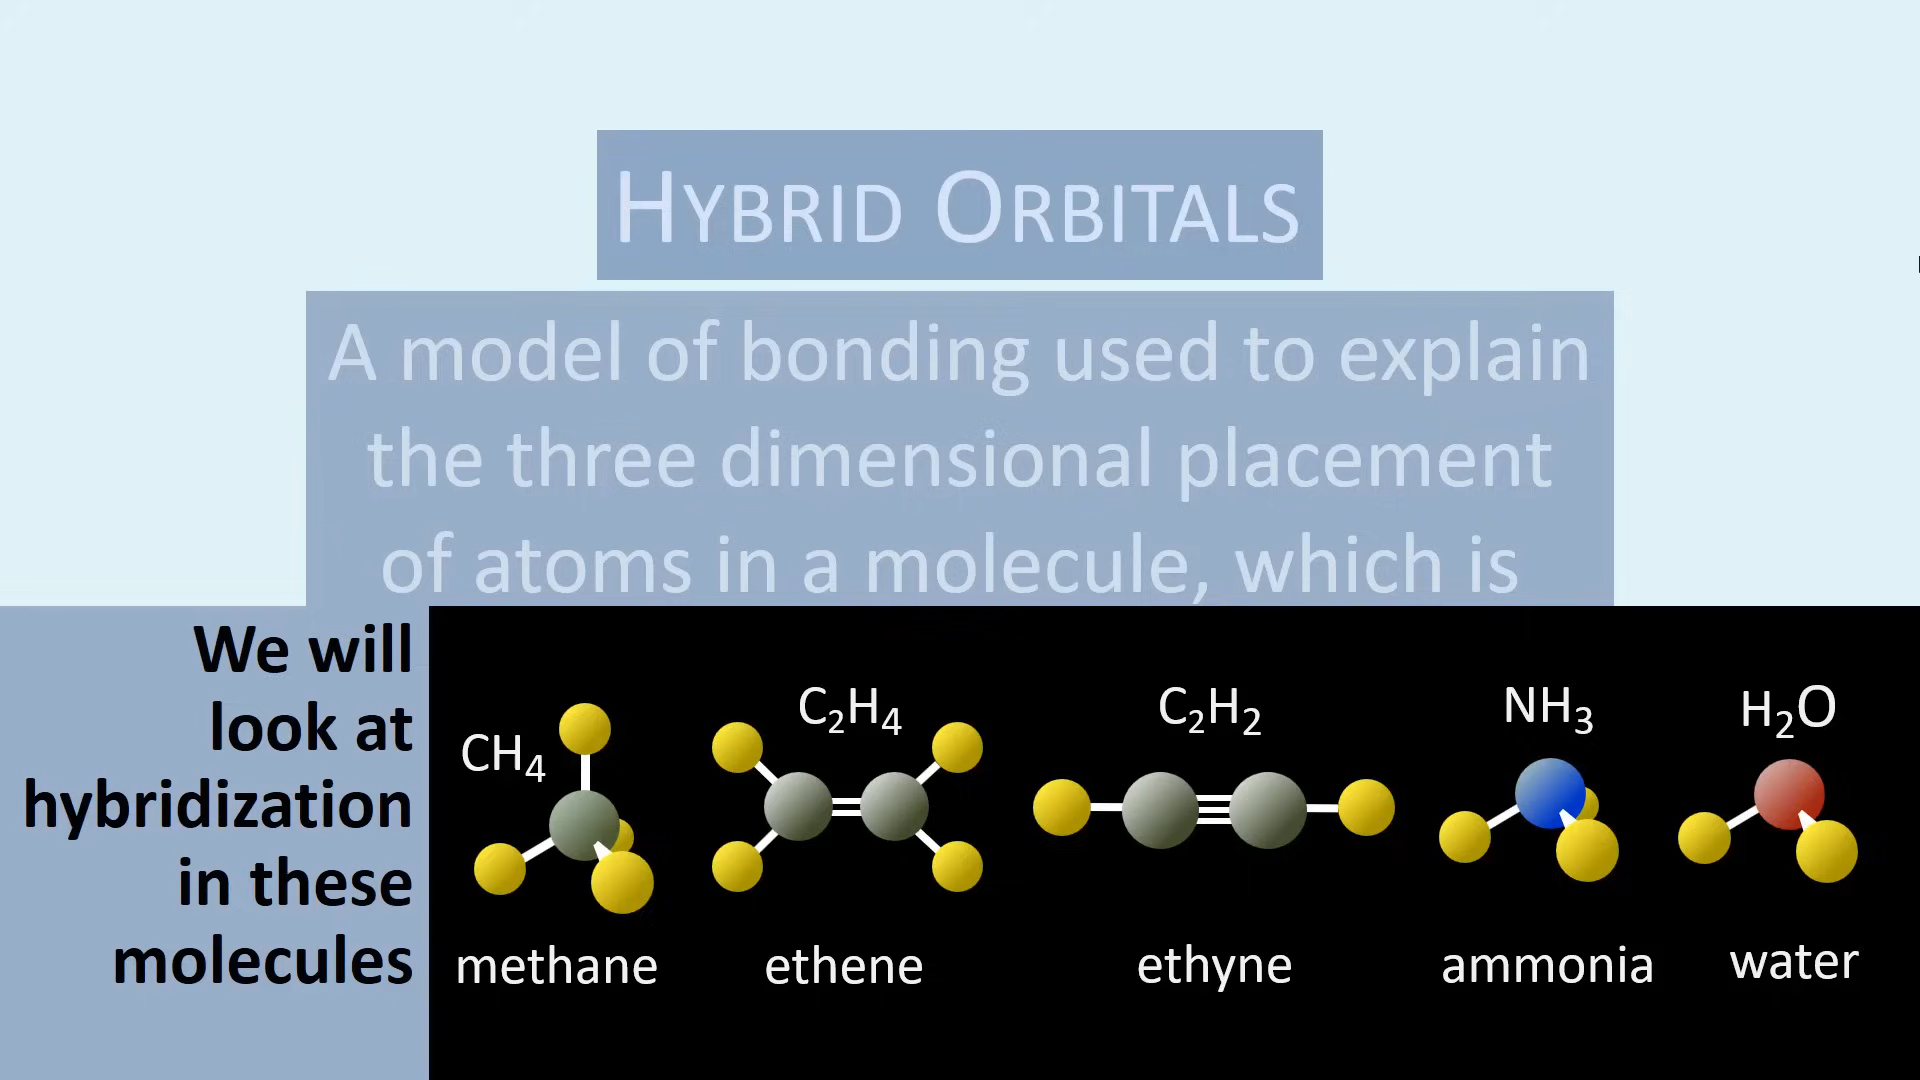 HYBRID ORBITALS
A model of bonding used to explain
the three dimensional placement
of atoms in a molecule, which is
We will
look at
hybridization
in these
molecules
CH₄
C₂H₄
C₂H₂
NH₃
H₂O
methane
ethene
ethyne
ammonia
water